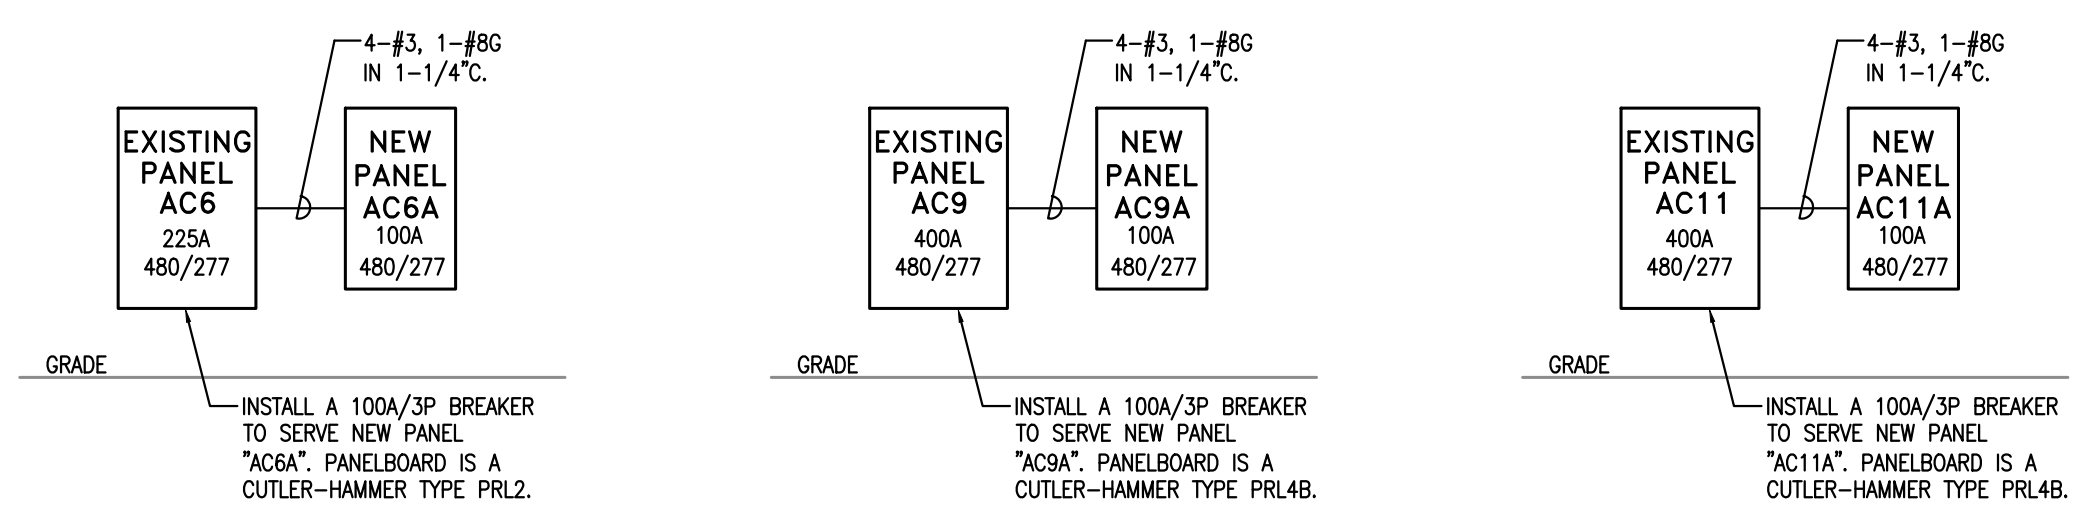 4-#3, 1-#8G
IN 1-1/4"C.
EXISTING
PANEL
AC6
225A
480/277
NEW
PANEL
AC6A
100A
480/277
GRADE
INSTALL A 100A/3P BREAKER
TO SERVE NEW PANEL
"AC6A". PANELBOARD IS A
CUTLER-HAMMER TYPE PRL2.
4-#3, 1-#8G
IN 1-1/4"C.
EXISTING
PANEL
AC9
400A
480/277
NEW
PANEL
AC9A
100A
480/277
GRADE
INSTALL A 100A/3P BREAKER
TO SERVE NEW PANEL
"AC9A". PANELBOARD IS A
CUTLER-HAMMER TYPE PRL4B.
4-#3, 1-#8G
IN 1-1/4"C.
EXISTING
PANEL
AC11
400A
480/277
NEW
PANEL
AC11A
100A
480/277
GRADE
INSTALL A 100A/3P BREAKER
TO SERVE NEW PANEL
"AC11A". PANELBOARD IS A
CUTLER-HAMMER TYPE PRL4B.